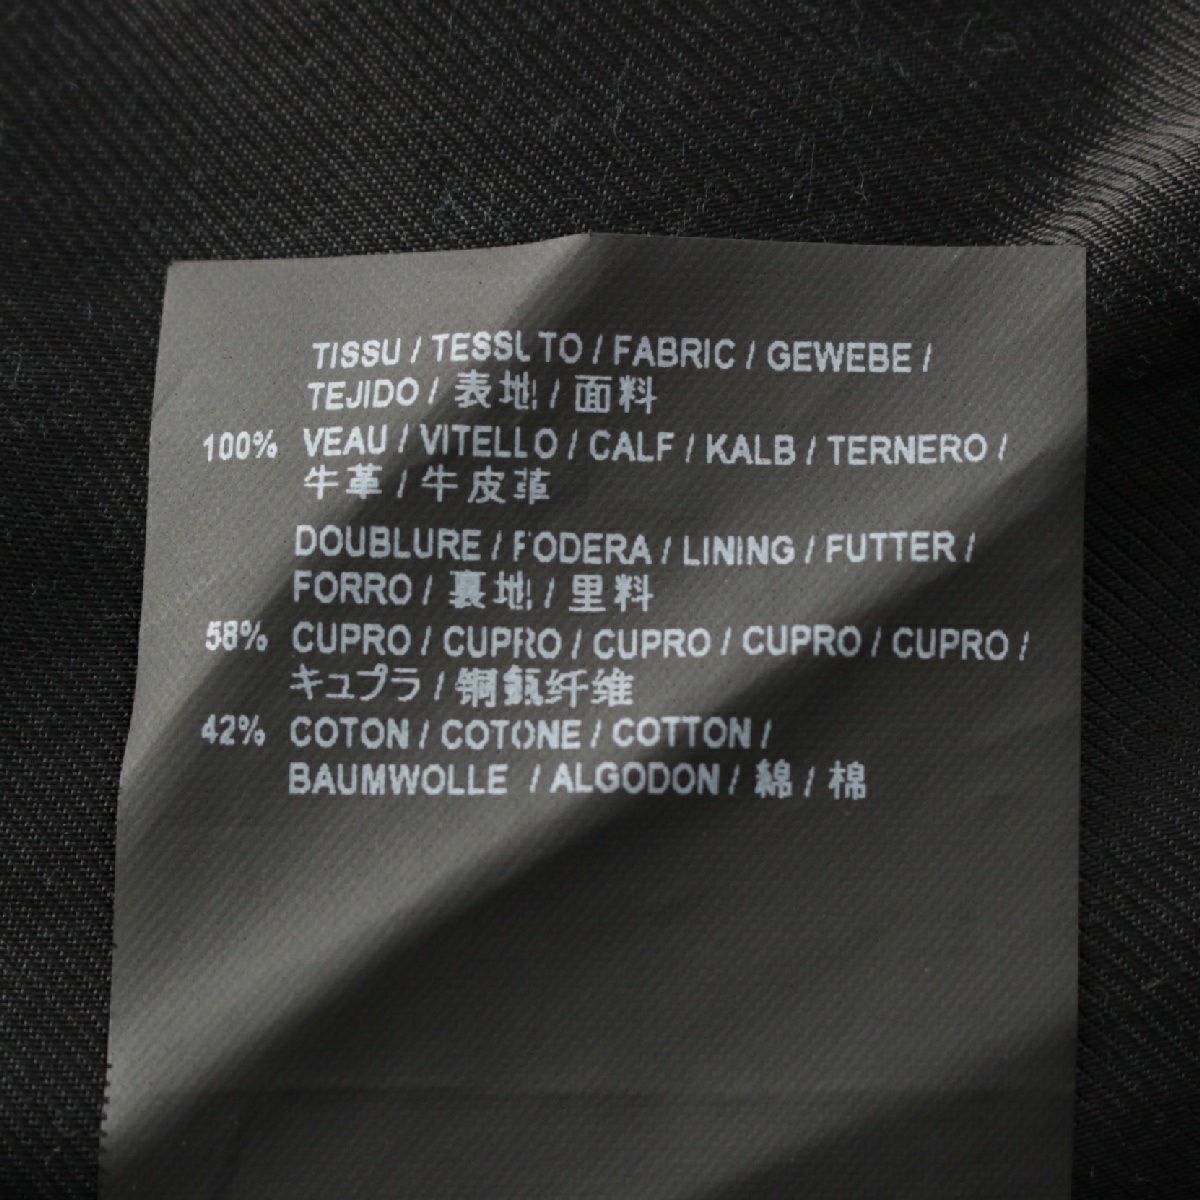 TISSU / TESSUTO / FABRIC / GEWEBE /
TEJIDO / 表地 / 面料
100% VEAU / VITELLO / CALF / KALB / TERNERO /
牛革 / 牛皮革
DOUBLURE / FODERA / LINING / FUTTER /
FORRO / 裏地 / 里料
58% CUPRO / CUPRO / CUPRO / CUPRO / CUPRO /
キュプラ / 铜氨纤维
42% COTON / COTONE / COTTON /
BAUMWOLLE / ALGODON / 綿 / 棉